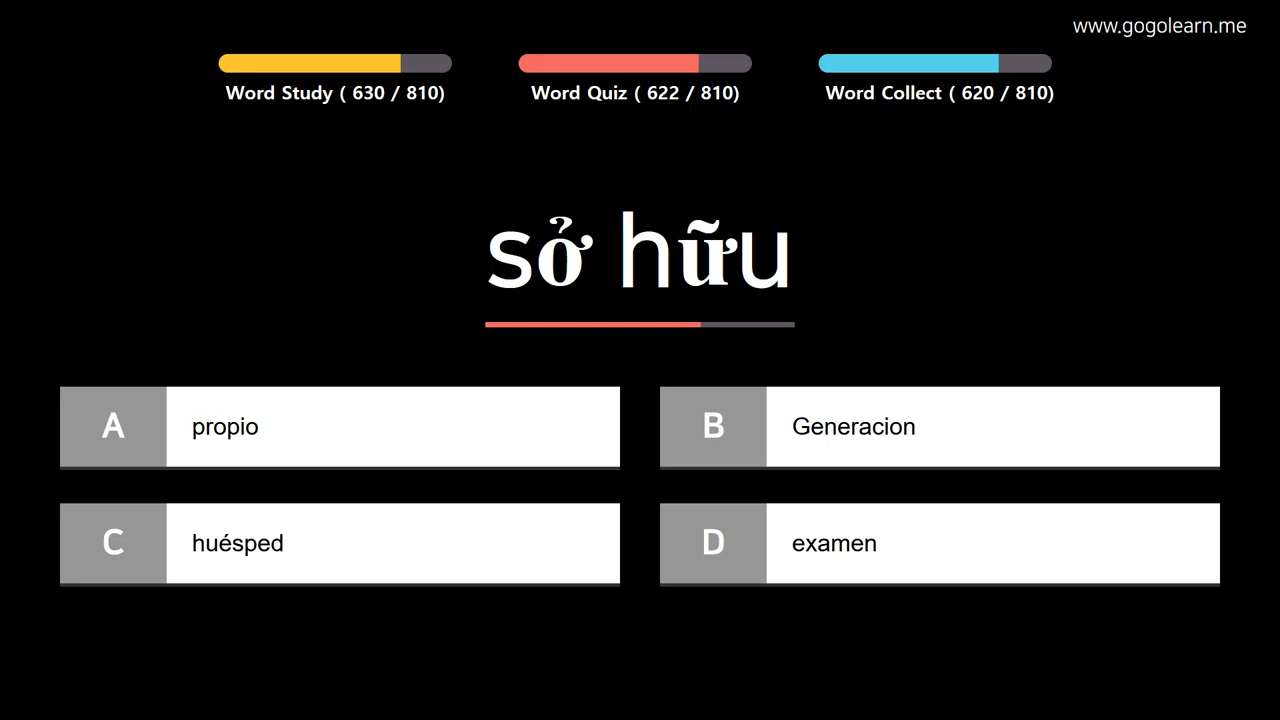 www.gogolearn.me
Word Study ( 630 / 810)
Word Quiz ( 622 / 810)
Word Collect ( 620 / 810)
sở hữu
A propio
B Generacion
C huésped
D examen